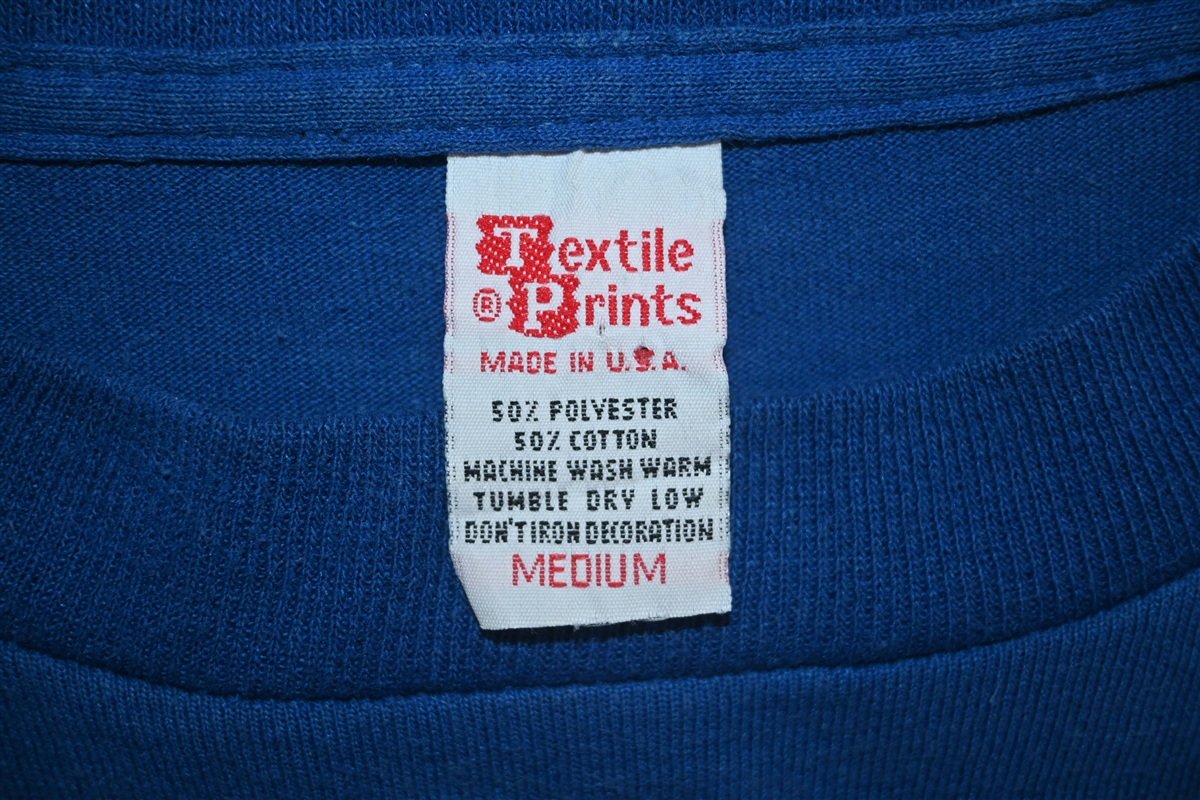 Textile
® Prints
MADE IN U.S.A.
50% POLYESTER
50% COTTON
MACHINE WASH WARM
TUMBLE DRY LOW
DON'T IRON DECORATION
MEDIUM